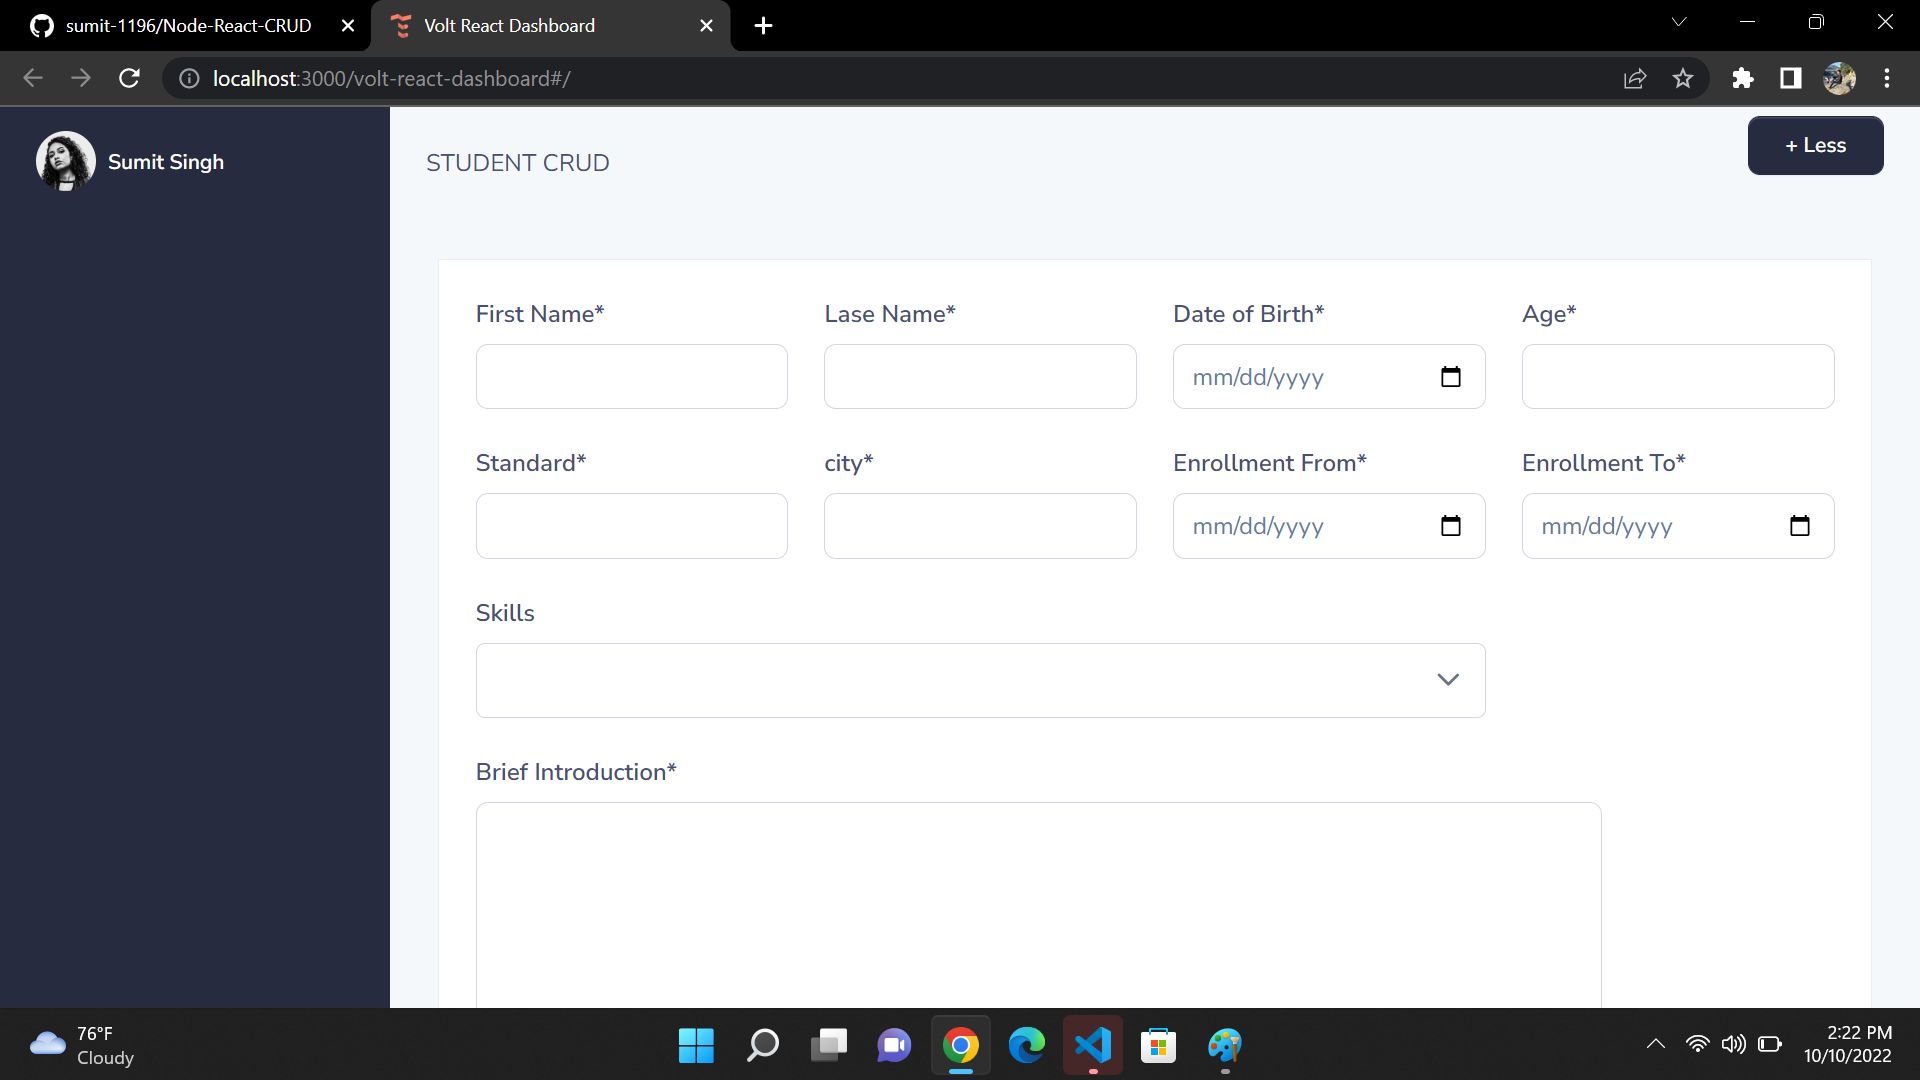 sumit-1196/Node-React-CRUD
Volt React Dashboard
localhost:3000/volt-react-dashboard#/
Sumit Singh
STUDENT CRUD
+ Less
First Name* Lase Name* Date of Birth* Age*
mm/dd/yyyy
Standard* city* Enrollment From* Enrollment To*
mm/dd/yyyy mm/dd/yyyy
Skills
Brief Introduction*
76°F
Cloudy
2:22 PM
10/10/2022